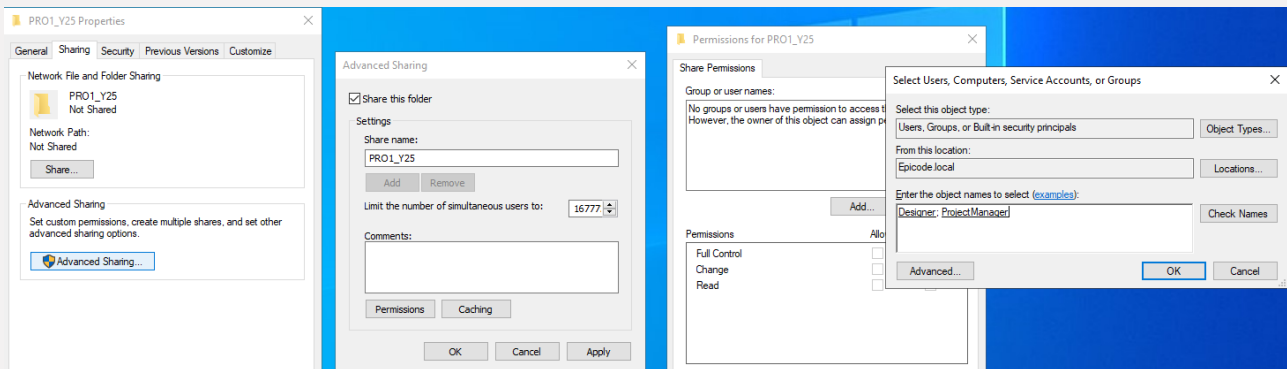 PRO1_Y25 Properties
General Sharing Security Previous Versions Customize
Network File and Folder Sharing
PRO1_Y25
Not Shared
Network Path:
Not Shared
Share...
Advanced Sharing
Set custom permissions, create multiple shares, and set other
advanced sharing options.
Advanced Sharing...
Advanced Sharing
Share this folder
Settings
Share name:
PRO1_Y25
Add Remove
Limit the number of simultaneous users to: 16777
Comments:
Permissions Caching
OK Cancel Apply
Permissions for PRO1_Y25
Share Permissions
Group or user names:
No groups or users have permission to access
However, the owner of this object can assign
Add...
Permissions
Full Control
Change
Read
Select Users, Computers, Service Accounts, or Groups
Select this object type:
Users, Groups, or Built-in security principals
Object Types...
From this location:
Epicode.local
Locations...
Enter the object names to select (examples):
Designer; ProjectManager
Check Names
Advanced...
OK Cancel